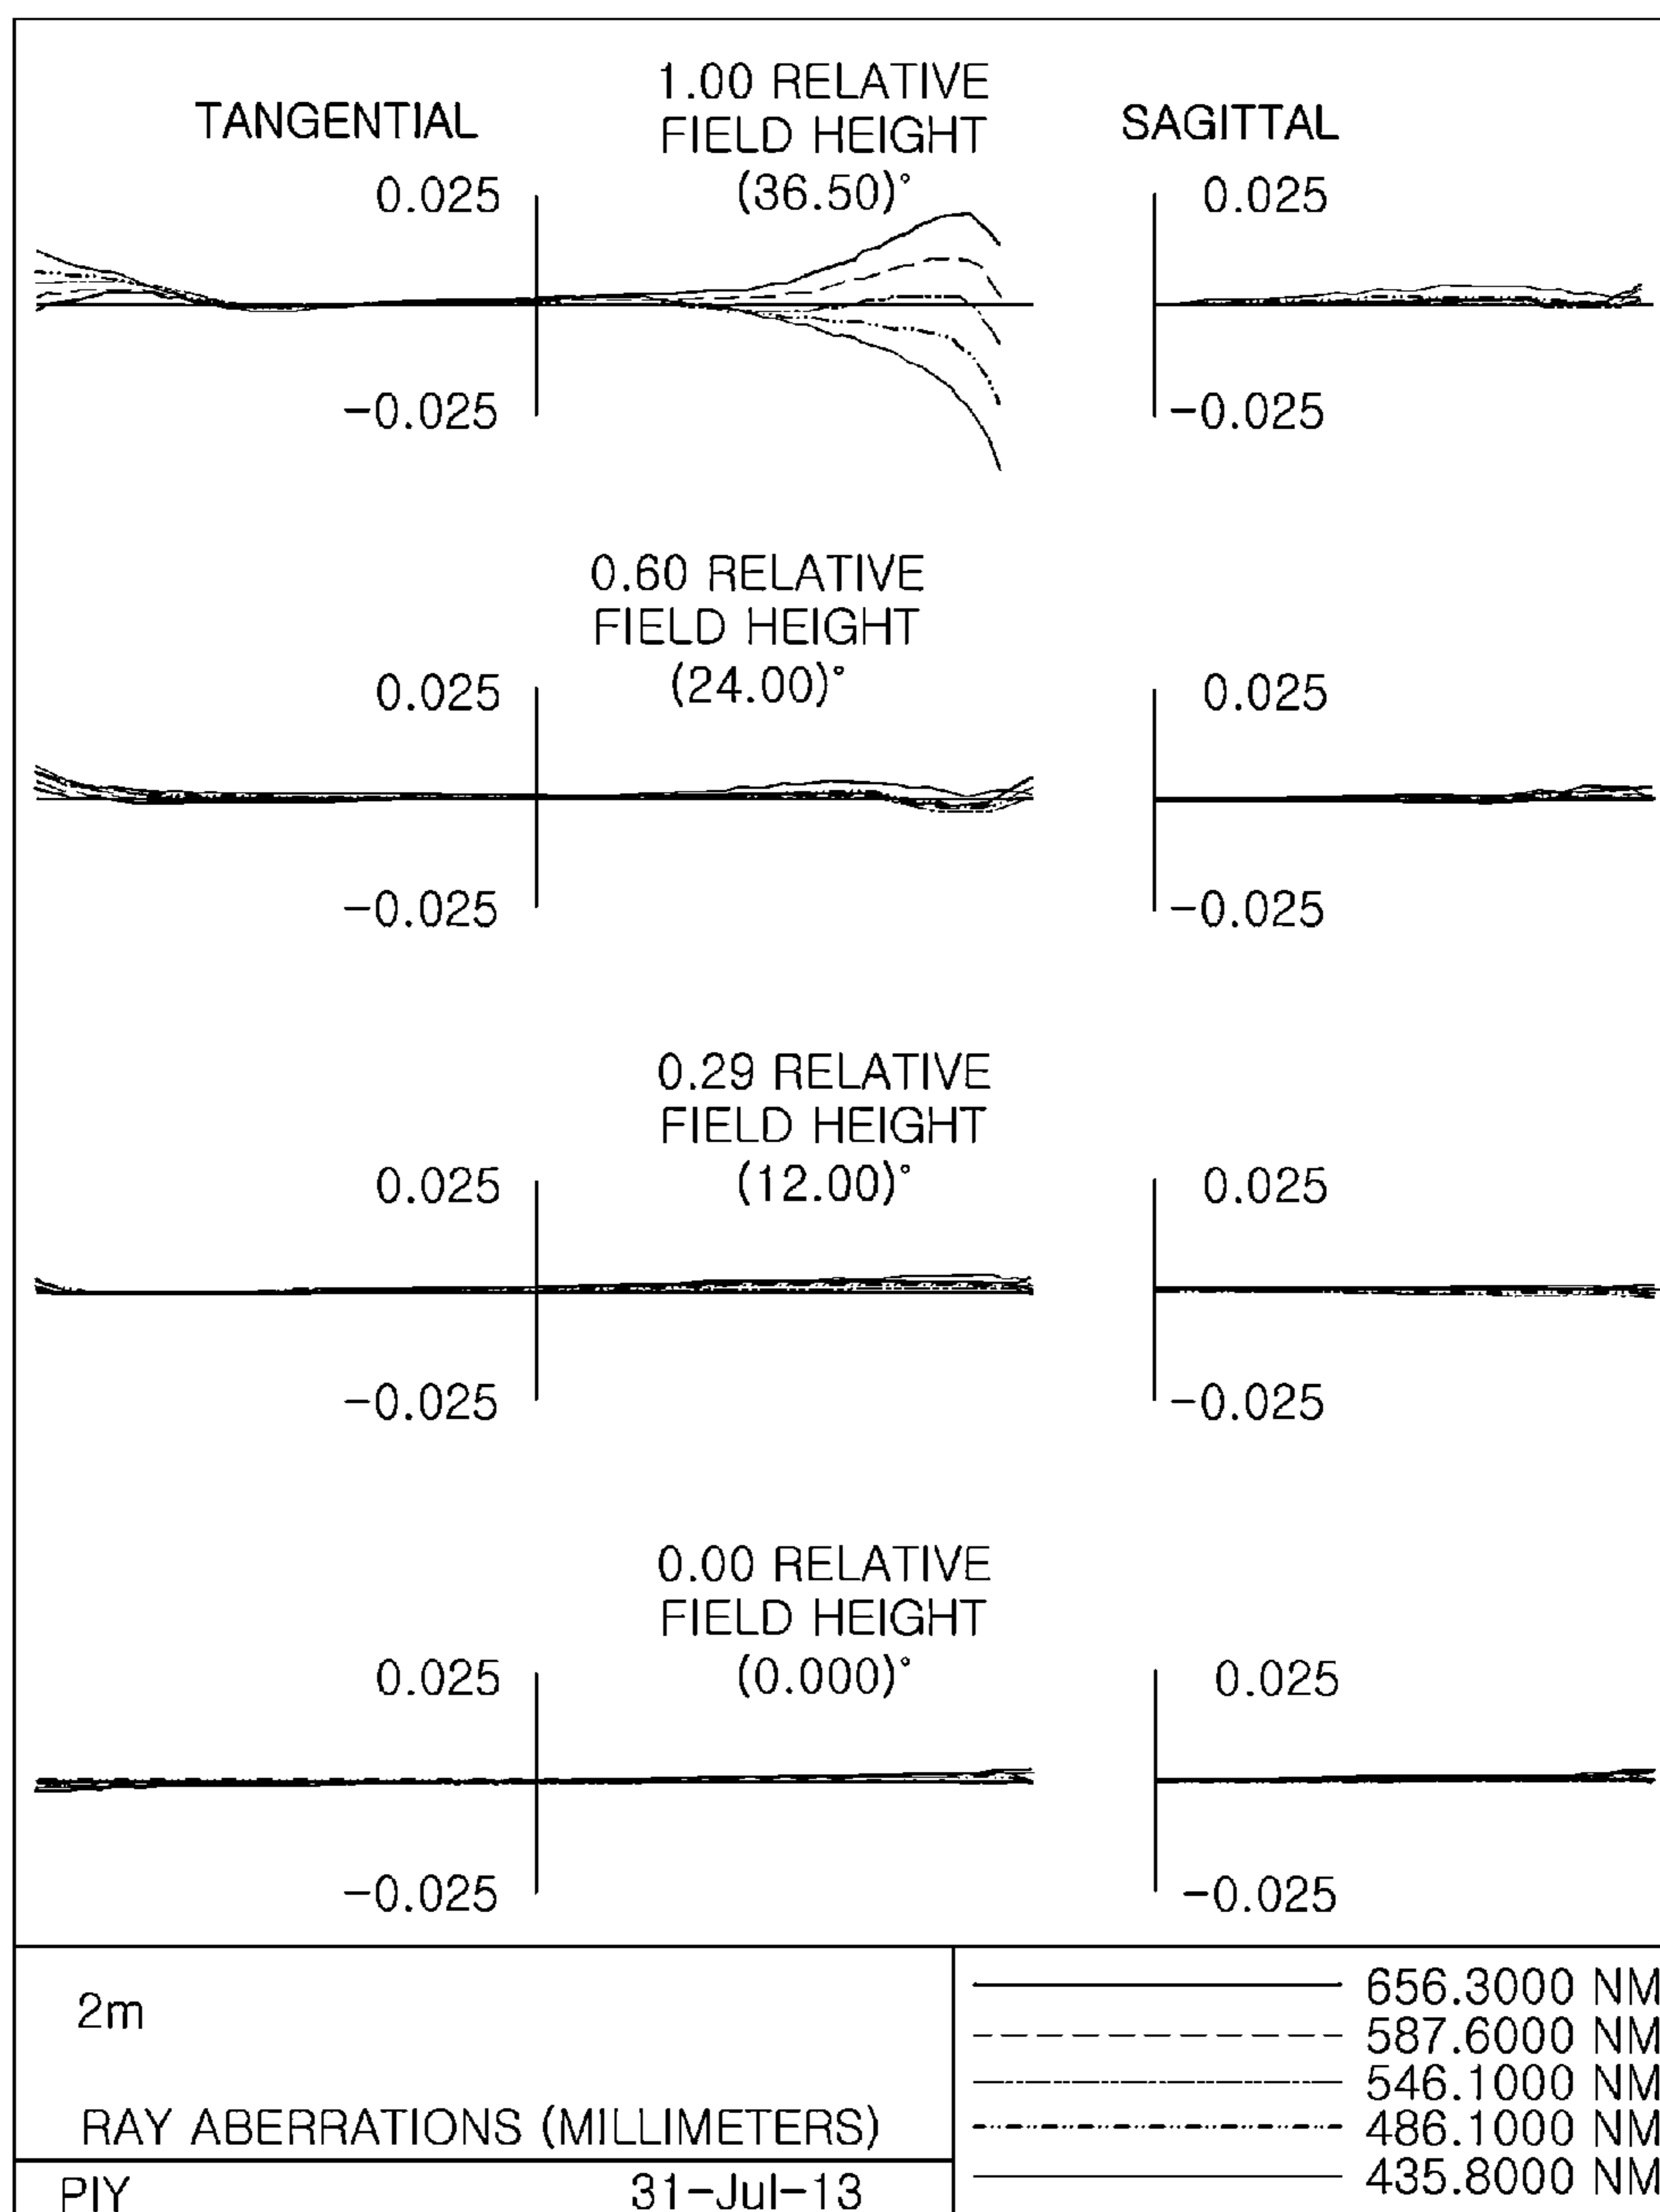 1.00 RELATIVE
TANGENTIAL FIELD HEIGHT SAGITTAL
(36.50)°
0.025 0.025
-0.025 -0.025
0.60 RELATIVE
FIELD HEIGHT
(24.00)°
0.025 0.025
-0.025 -0.025
0.29 RELATIVE
FIELD HEIGHT
(12.00)°
0.025 0.025
-0.025 -0.025
0.00 RELATIVE
FIELD HEIGHT
(0.000)°
0.025 0.025
-0.025 -0.025
2m
RAY ABERRATIONS (MILLIMETERS)
PIY 31-Jul-13
656.3000 NM
587.6000 NM
546.1000 NM
486.1000 NM
435.8000 NM